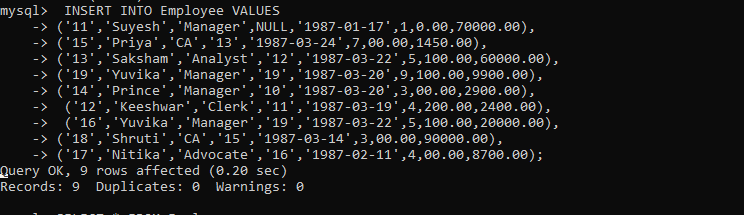 mysql>  INSERT INTO Employee VALUES
    -> ('11','Suyesh','Manager',NULL,'1987-01-17',1,0.00,70000.00),
    -> ('15','Priya','CA','13','1987-03-24',7,00.00,1450.00),
    -> ('13','Saksham','Analyst','12','1987-03-22',5,100.00,60000.00),
    -> ('19','Yuvika','Manager','19','1987-03-20',9,100.00,9900.00),
    -> ('14','Prince','Manager','10','1987-03-20',3,00.00,2900.00),
    ->  ('12','Keeshwar','Clerk','11','1987-03-19',4,200.00,2400.00),
    ->  ('16','Yuvika','Manager','19','1987-03-22',5,100.00,20000.00),
    -> ('18','Shruti','CA','15','1987-03-14',3,00.00,90000.00),
    -> ('17','Nitika','Advocate','16','1987-02-11',4,00.00,8700.00);
Query OK, 9 rows affected (0.20 sec)
Records: 9  Duplicates: 0  Warnings: 0